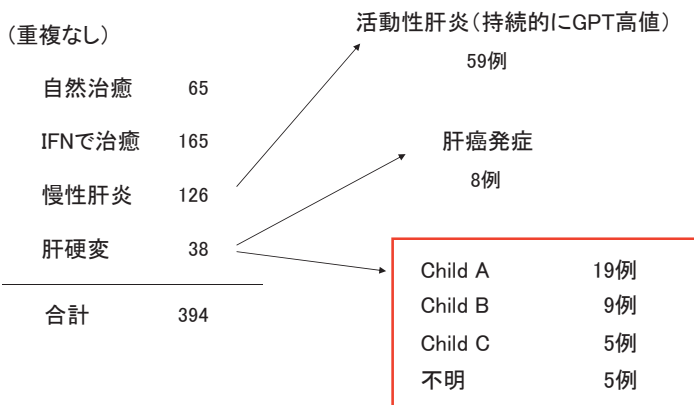 (重複なし)
自然治癒 65
IFNで治癒 165
慢性肝炎 126
肝硬変 38
合計 394
活動性肝炎(持続的にGPT高値)
59例
肝癌発症
8例
Child A 19例
Child B 9例
Child C 5例
不明 5例